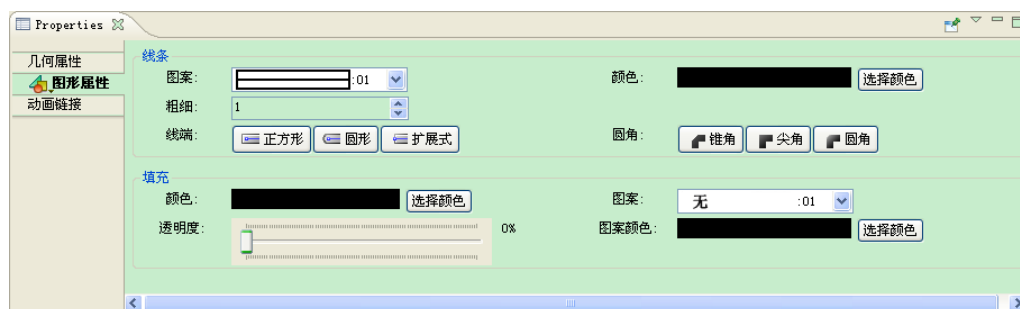 Properties
几何属性
图形属性
动画链接
线条
图案: :01 颜色: 选择颜色
粗细: 1
线端: 正方形 圆形 扩展式 圆角: 锥角 尖角 圆角
填充
颜色: 选择颜色 图案: 无 :01
透明度: 0% 图案颜色: 选择颜色